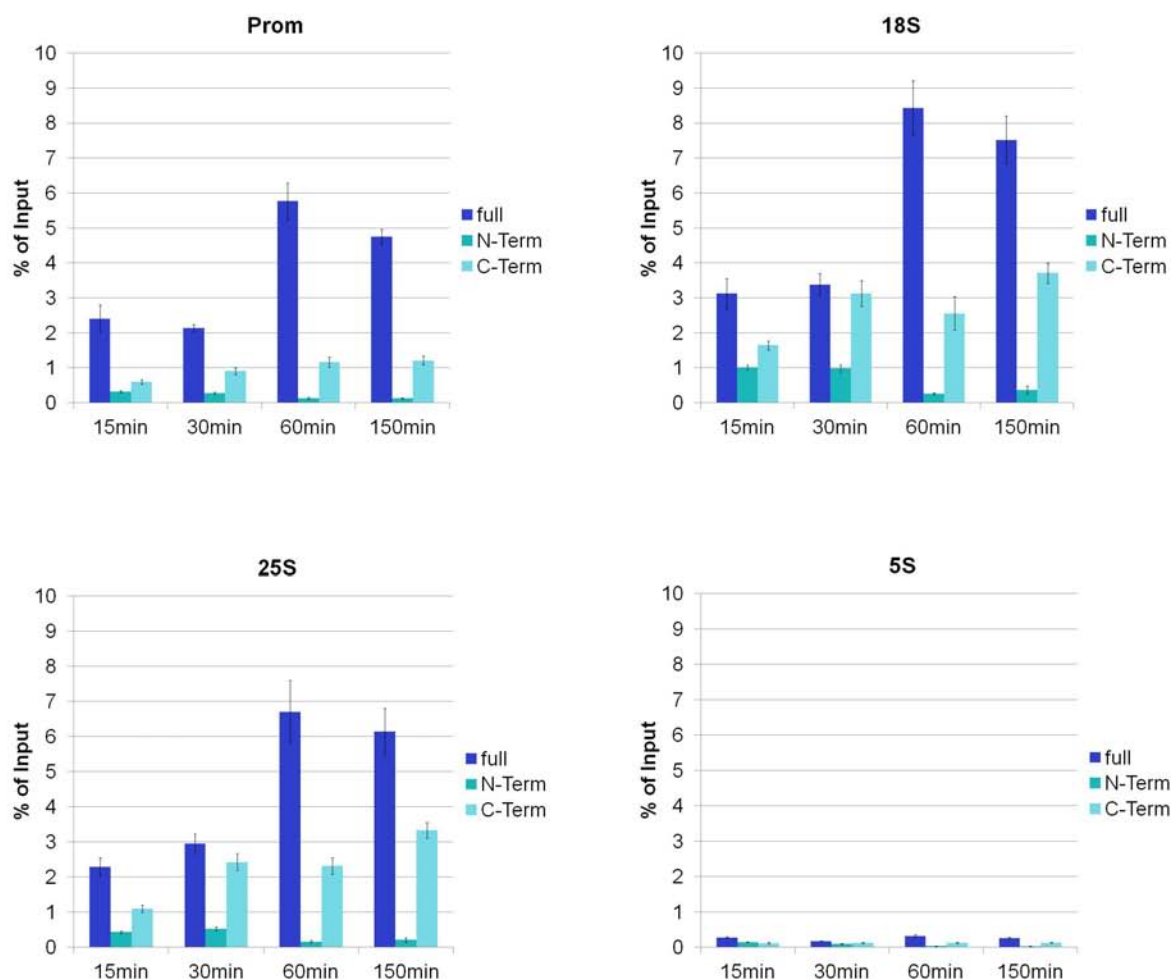 Prom
10
9
8
7
6
5
4
3
2
1
0
% of Input
15min 30min 60min 150min
full
N-Term
C-Term
18S
10
9
8
7
6
5
4
3
2
1
0
% of Input
15min 30min 60min 150min
full
N-Term
C-Term
25S
10
9
8
7
6
5
4
3
2
1
0
% of Input
15min 30min 60min 150min
full
N-Term
C-Term
5S
10
9
8
7
6
5
4
3
2
1
0
% of Input
15min 30min 60min 150min
full
N-Term
C-Term